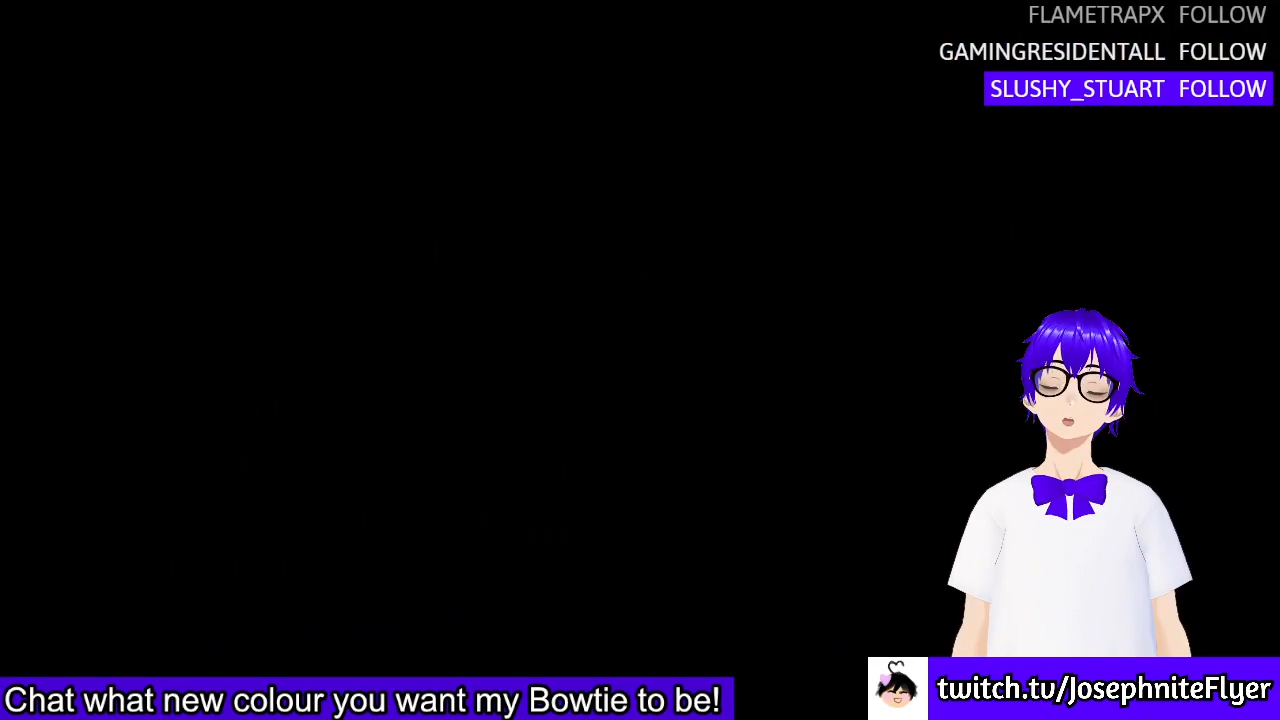 FLAMETRAPX FOLLOW
GAMINGRESIDENTALL FOLLOW
SLUSHY_STUART FOLLOW
Chat what new colour you want my Bowtie to be!
twitch.tv/JosephniteFlyer